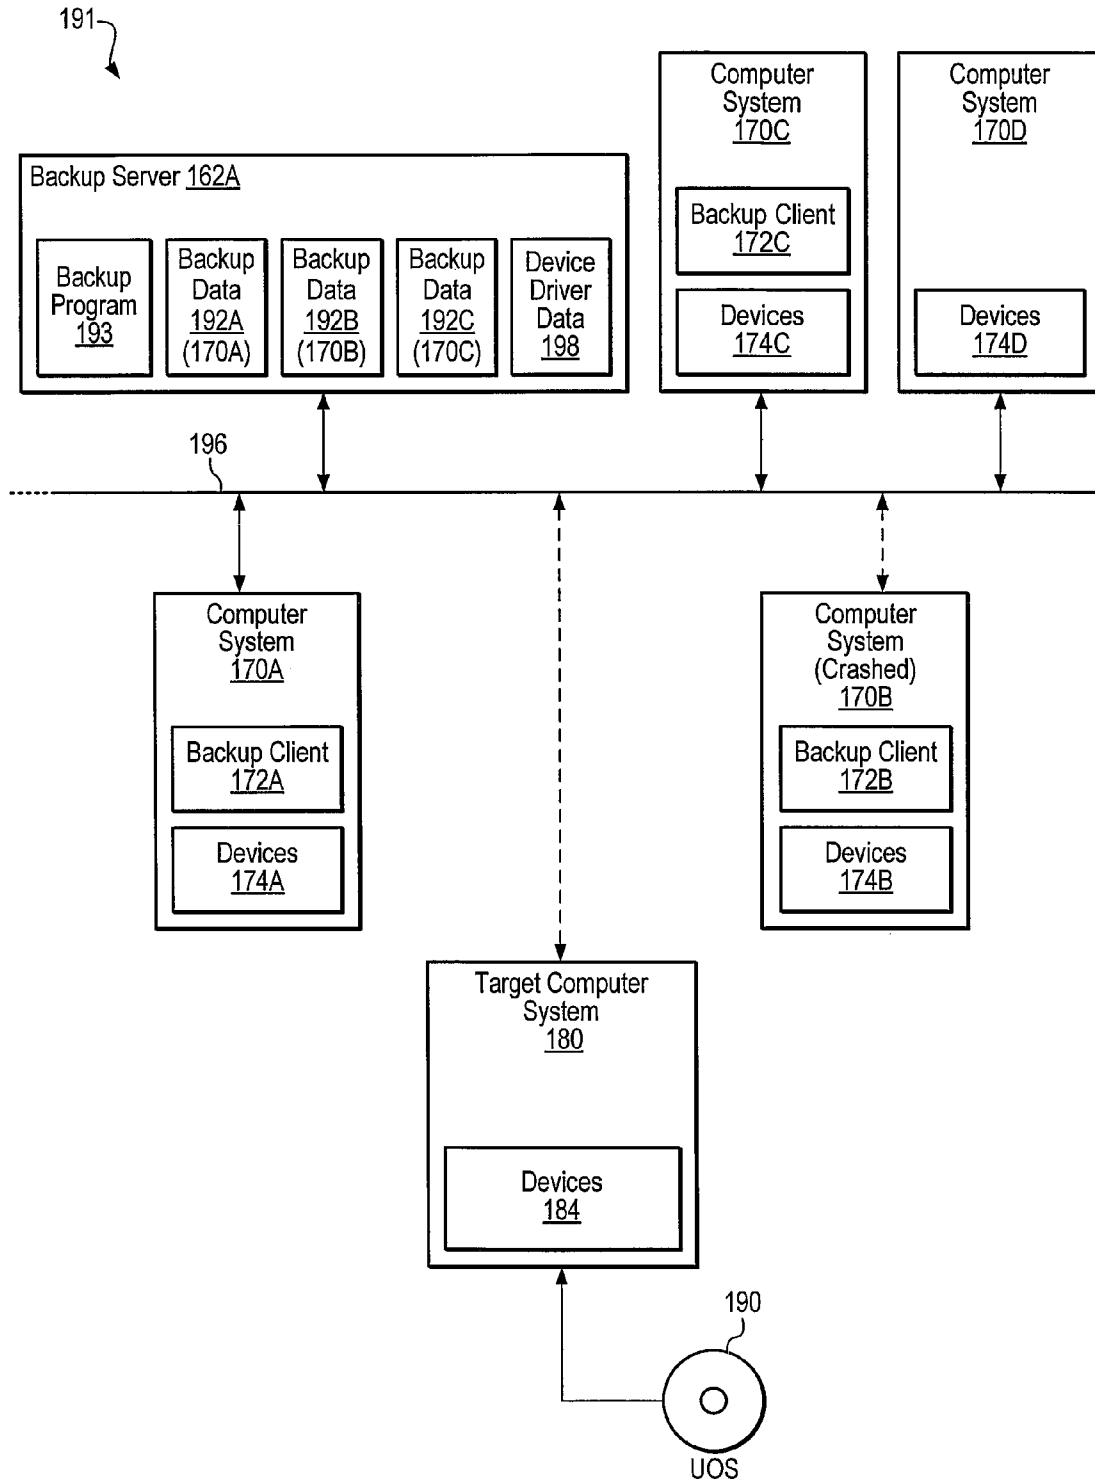 191
Backup Server 162A
Backup
Program
193
Backup
Data
192A
(170A)
Backup
Data
192B
(170B)
Backup
Data
192C
(170C)
Device
Driver
Data
198
Computer
System
170C
Backup Client
172C
Devices
174C
Computer
System
170D
Devices
174D
196
Computer
System
170A
Backup Client
172A
Devices
174A
Computer
System
(Crashed)
170B
Backup Client
172B
Devices
174B
Target Computer
System
180
Devices
184
190
UOS